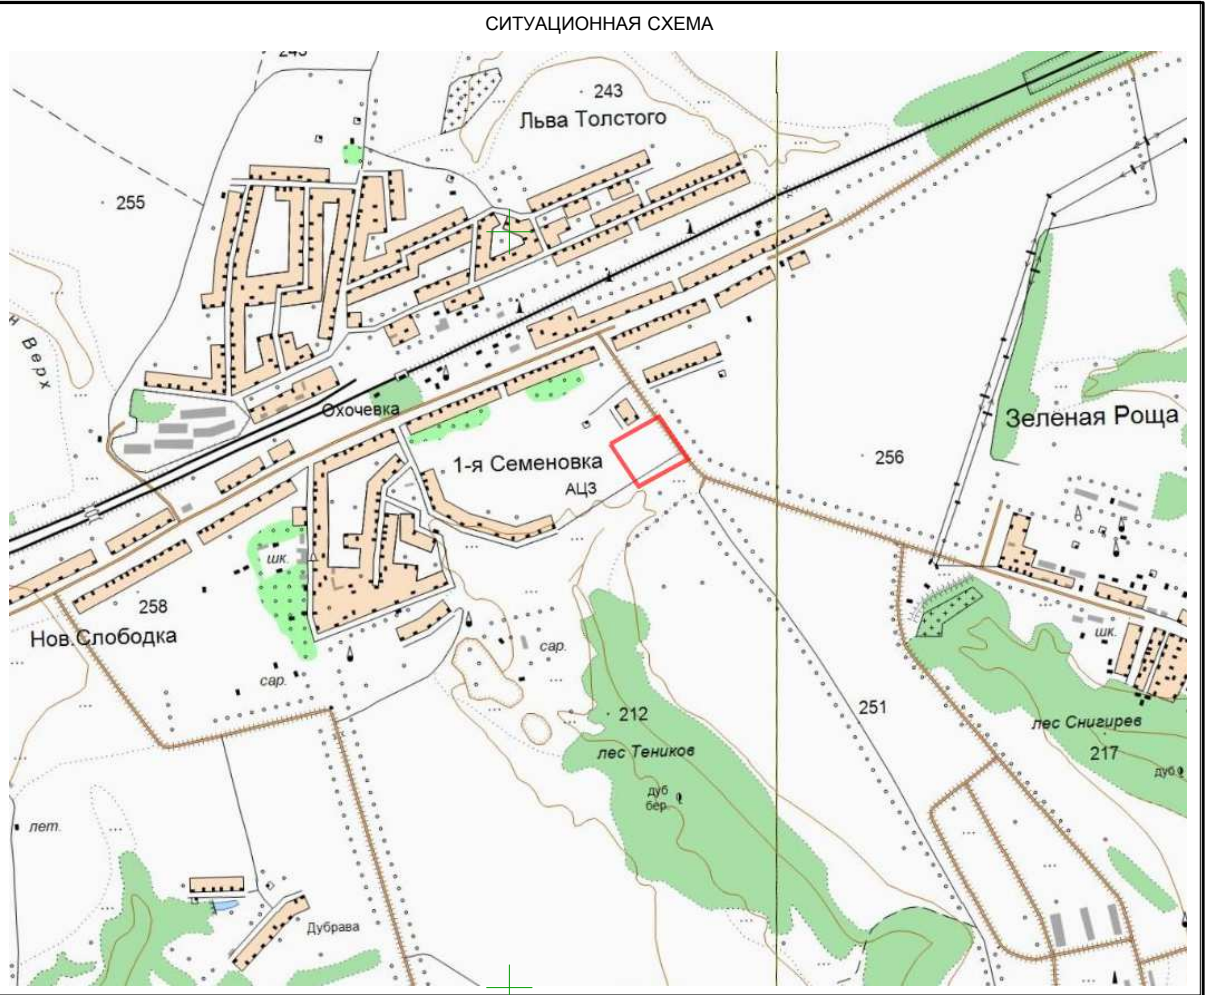 СИТУАЦИОННАЯ СХЕМА
243
Льва Толстого
255
Верх
Охочевка
Зеленая Роща
1-я Семеновка
АЦЗ
256
шк.
258
Нов.Слободка
сар.
сар.
шк.
212
лес Теников
дуб
бер.
251
лес Снигирев
217
дуб
лет.
Дубрава